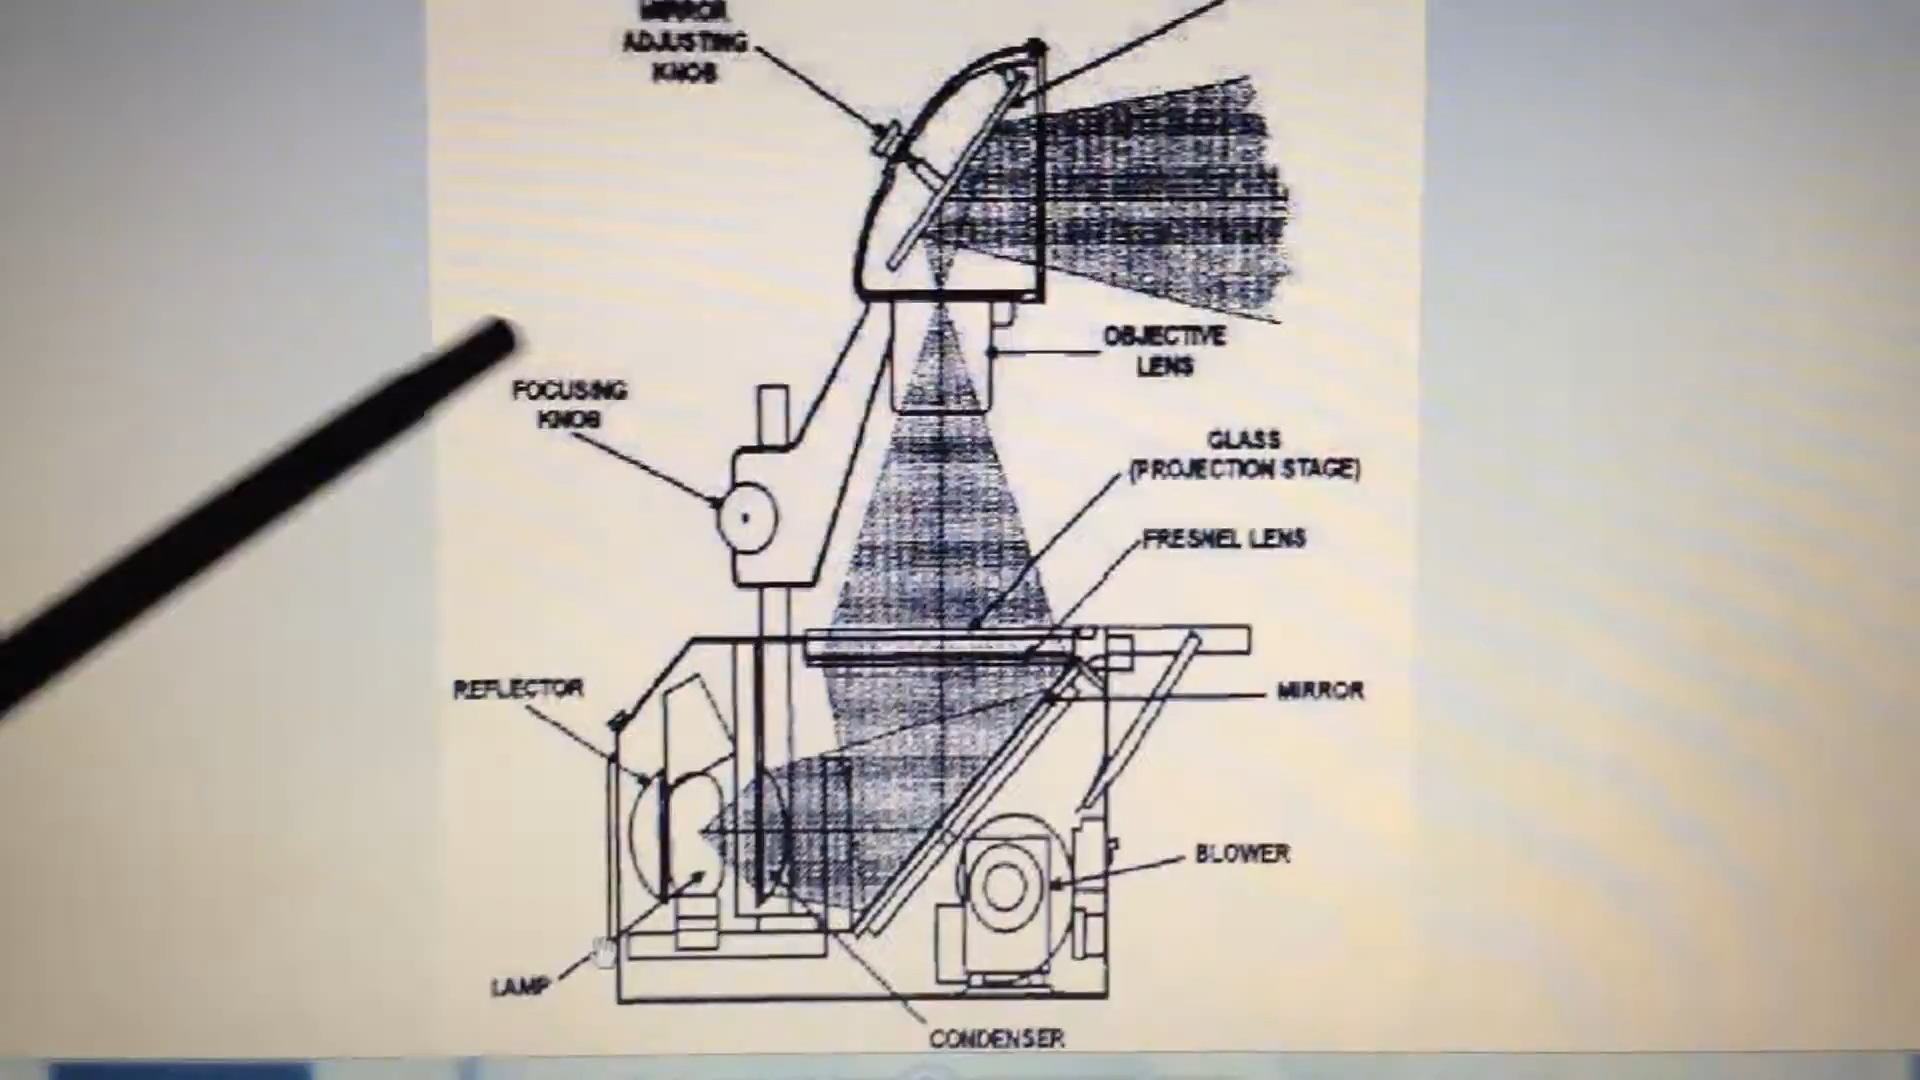 MIRROR
ADJUSTING
KNOB
OBJECTIVE
LENS
FOCUSING
KNOB
GLASS
(PROJECTION STAGE)
FRESNEL LENS
REFLECTOR
MIRROR
BLOWER
LAMP
CONDENSER